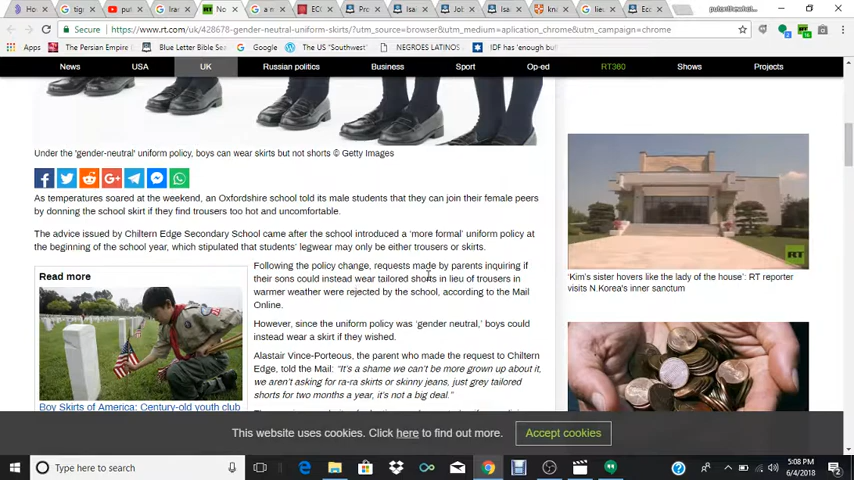 Secure
https://www.rt.com/uk/428678-gender-neutral-uniform-skirts/?utm_source=browser&utm_medium=aplication_chrome&utm_campaign=chrome
Apps The Persian Empire Blue Letter Bible Sea Google The US "Southwest" NEGROES LATINOS IDF has 'enough bul
News USA UK Russian politics Business Sport Op-ed RT360 Shows Projects
Under the 'gender-neutral' uniform policy, boys can wear skirts but not shorts © Getty Images
As temperatures soared at the weekend, an Oxfordshire school told its male students that they can join their female peers
by donning the school skirt if they find trousers too hot and uncomfortable.
The advice issued by Chiltern Edge Secondary School came after the school introduced a 'more formal' uniform policy at
the beginning of the school year, which stipulated that students' legwear may only be either trousers or skirts.
Read more
Boy Skirts of America: Century-old youth club
Following the policy change, requests made by parents inquiring if
their sons could instead wear tailored shorts in lieu of trousers in
warmer weather were rejected by the school, according to the Mail
Online.
However, since the uniform policy was 'gender neutral,' boys could
instead wear a skirt if they wished.
Alastair Vince-Porteous, the parent who made the request to Chiltern
Edge, told the Mail: "It's a shame we can't be more grown up about it,
we aren't asking for ra-ra skirts or skinny jeans, just grey tailored
shorts for two months a year, it's not a big deal."
RT
'Kim's sister hovers like the lady of the house': RT reporter
visits N.Korea's inner sanctum
This website uses cookies. Click here to find out more.
Accept cookies
Type here to search
5:08 PM
6/4/2018